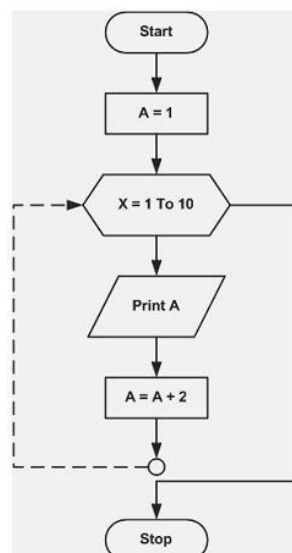 Start
A = 1
X = 1 To 10
Print A
A = A + 2
Stop